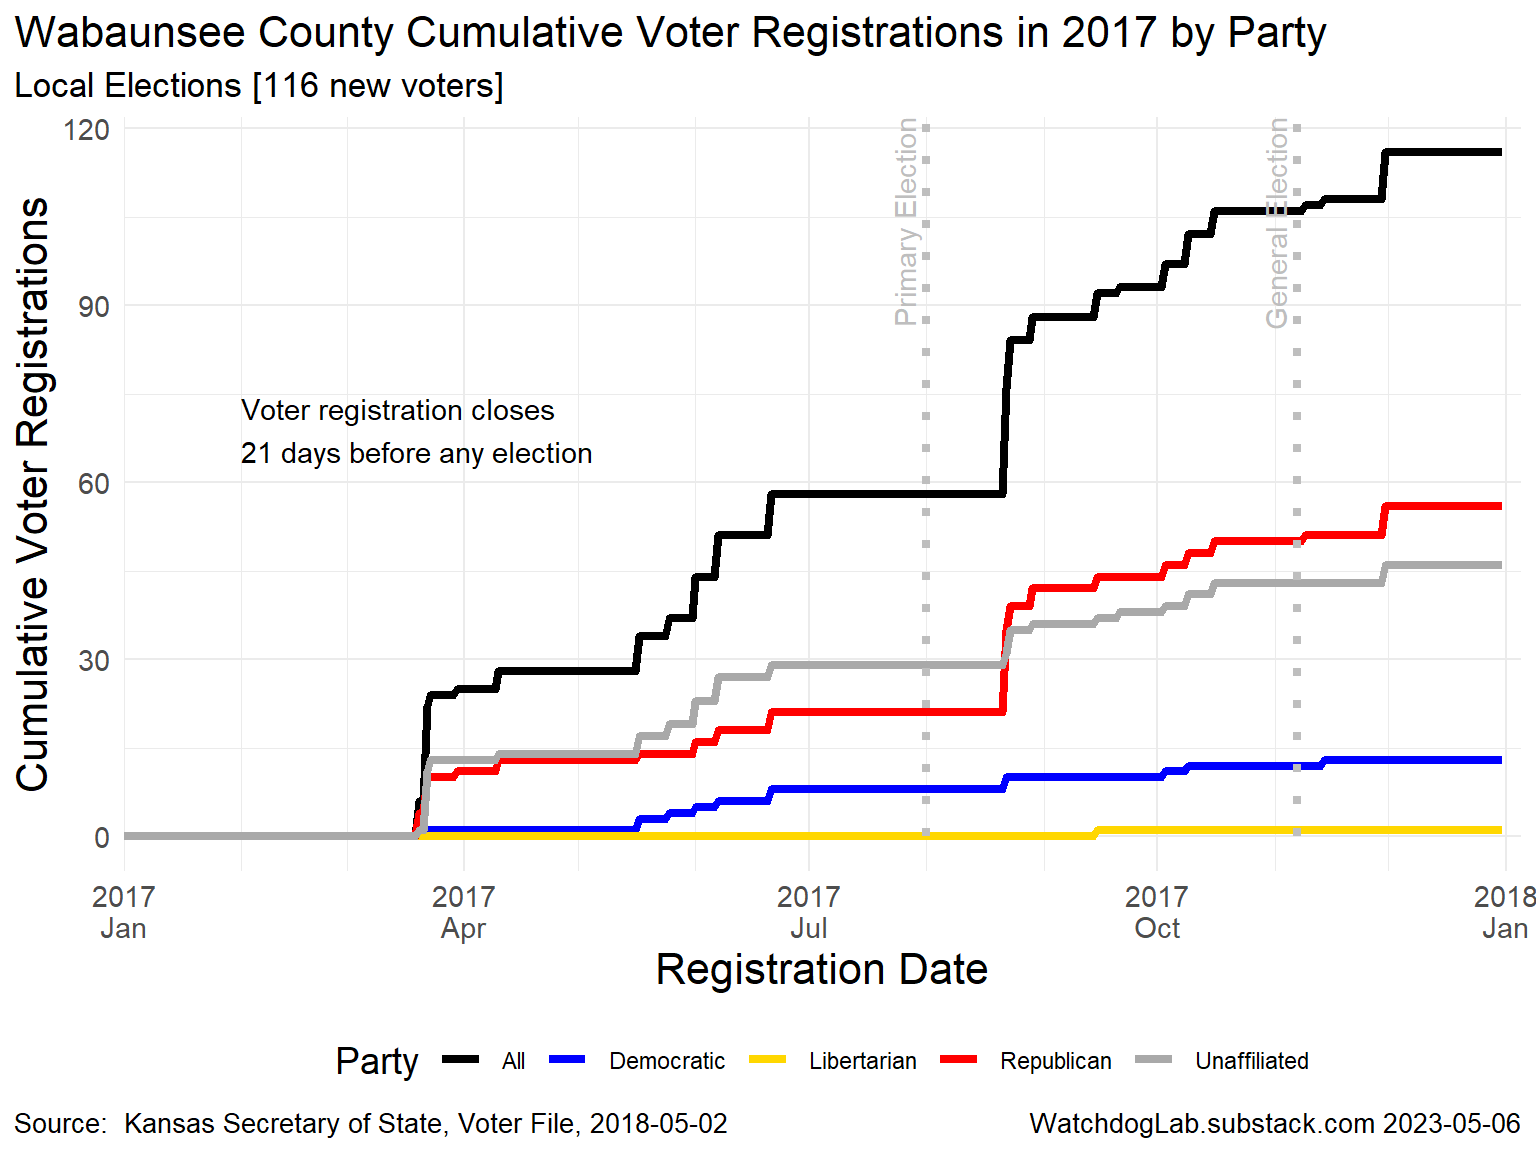 Wabaunsee County Cumulative Voter Registrations in 2017 by Party
Local Elections [116 new voters]
Cumulative Voter Registrations
120
90
60
30
0
Primary Election
General Election
Voter registration closes
21 days before any election
2017 2017 2017 2017 2018
Jan Apr Jul Oct Jan
Registration Date
Party All Democratic Libertarian Republican Unaffiliated
Source:  Kansas Secretary of State, Voter File, 2018-05-02
WatchdogLab.substack.com 2023-05-06